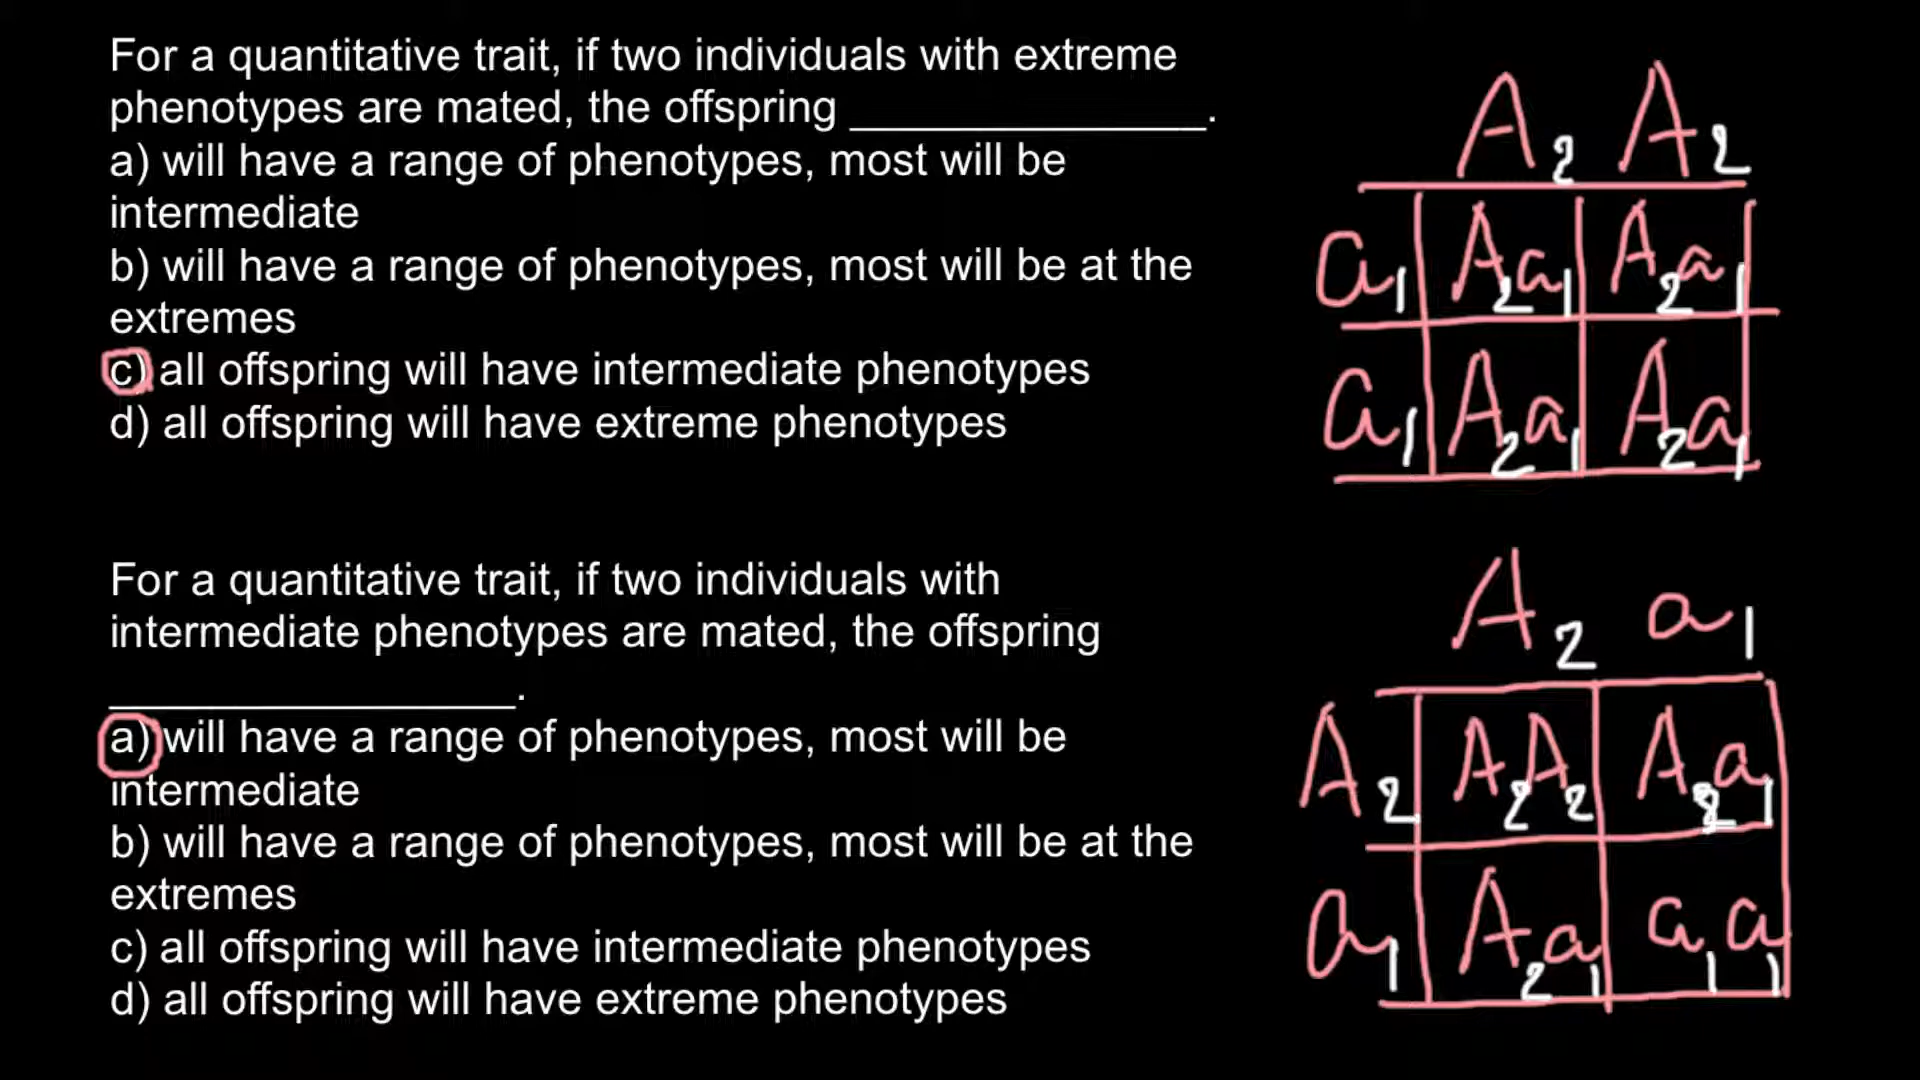 For a quantitative trait, if two individuals with extreme
phenotypes are mated, the offspring _______________.
a) will have a range of phenotypes, most will be
intermediate
b) will have a range of phenotypes, most will be at the
extremes
c) all offspring will have intermediate phenotypes
d) all offspring will have extreme phenotypes
A2 A2
a1 A2a1 A2a1
a1 A2a1 A2a1
For a quantitative trait, if two individuals with
intermediate phenotypes are mated, the offspring
_________________.
a) will have a range of phenotypes, most will be
intermediate
b) will have a range of phenotypes, most will be at the
extremes
c) all offspring will have intermediate phenotypes
d) all offspring will have extreme phenotypes
A2 a1
A2 A2A2 A2a1
a1 A2a1 a1a1